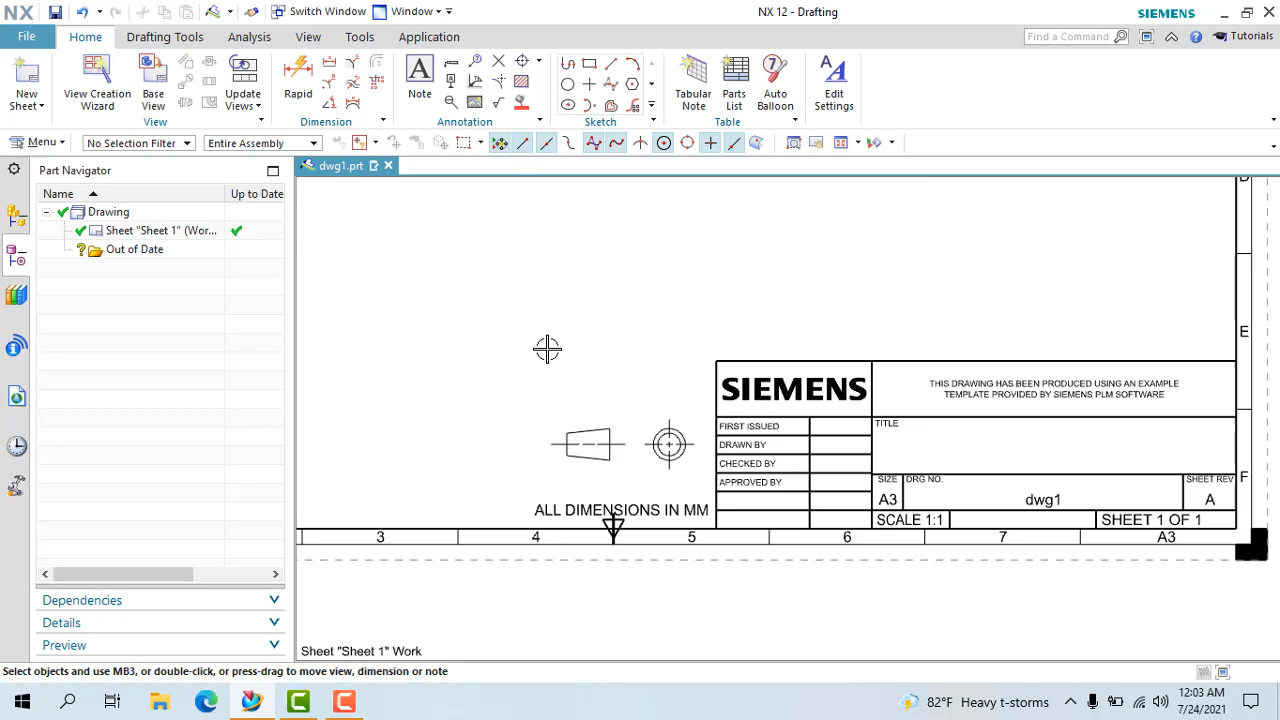 NX
Switch Window
Window
NX 12 - Drafting
SIEMENS
File
Home
Drafting Tools
Analysis
View
Tools
Application
Find a Command
Tutorials
New
Sheet
View Creation
Wizard
Base
View
Update
Views
View
Rapid
Dimension
A
Note
Annotation
Sketch
Tabular
Note
Parts
List
Auto
Balloon
Table
Edit
Settings
Menu
No Selection Filter
Entire Assembly
Part Navigator
dwg1.prt
Name
Up to Date
Drawing
Sheet "Sheet 1" (Wor...
Out of Date
Dependencies
Details
Preview
D
E
F
SIEMENS
THIS DRAWING HAS BEEN PRODUCED USING AN EXAMPLE
TEMPLATE PROVIDED BY SIEMENS PLM SOFTWARE
FIRST ISSUED
DRAWN BY
CHECKED BY
APPROVED BY
TITLE
SIZE
A3
DRG NO.
dwg1
SHEET REV
A
SCALE 1:1
SHEET 1 OF 1
ALL DIMENSIONS IN MM
3
4
5
6
7
A3
Sheet "Sheet 1" Work
Select objects and use MB3, or double-click, or press-drag to move view, dimension or note
82°F Heavy t-storms
12:03 AM
7/24/2021